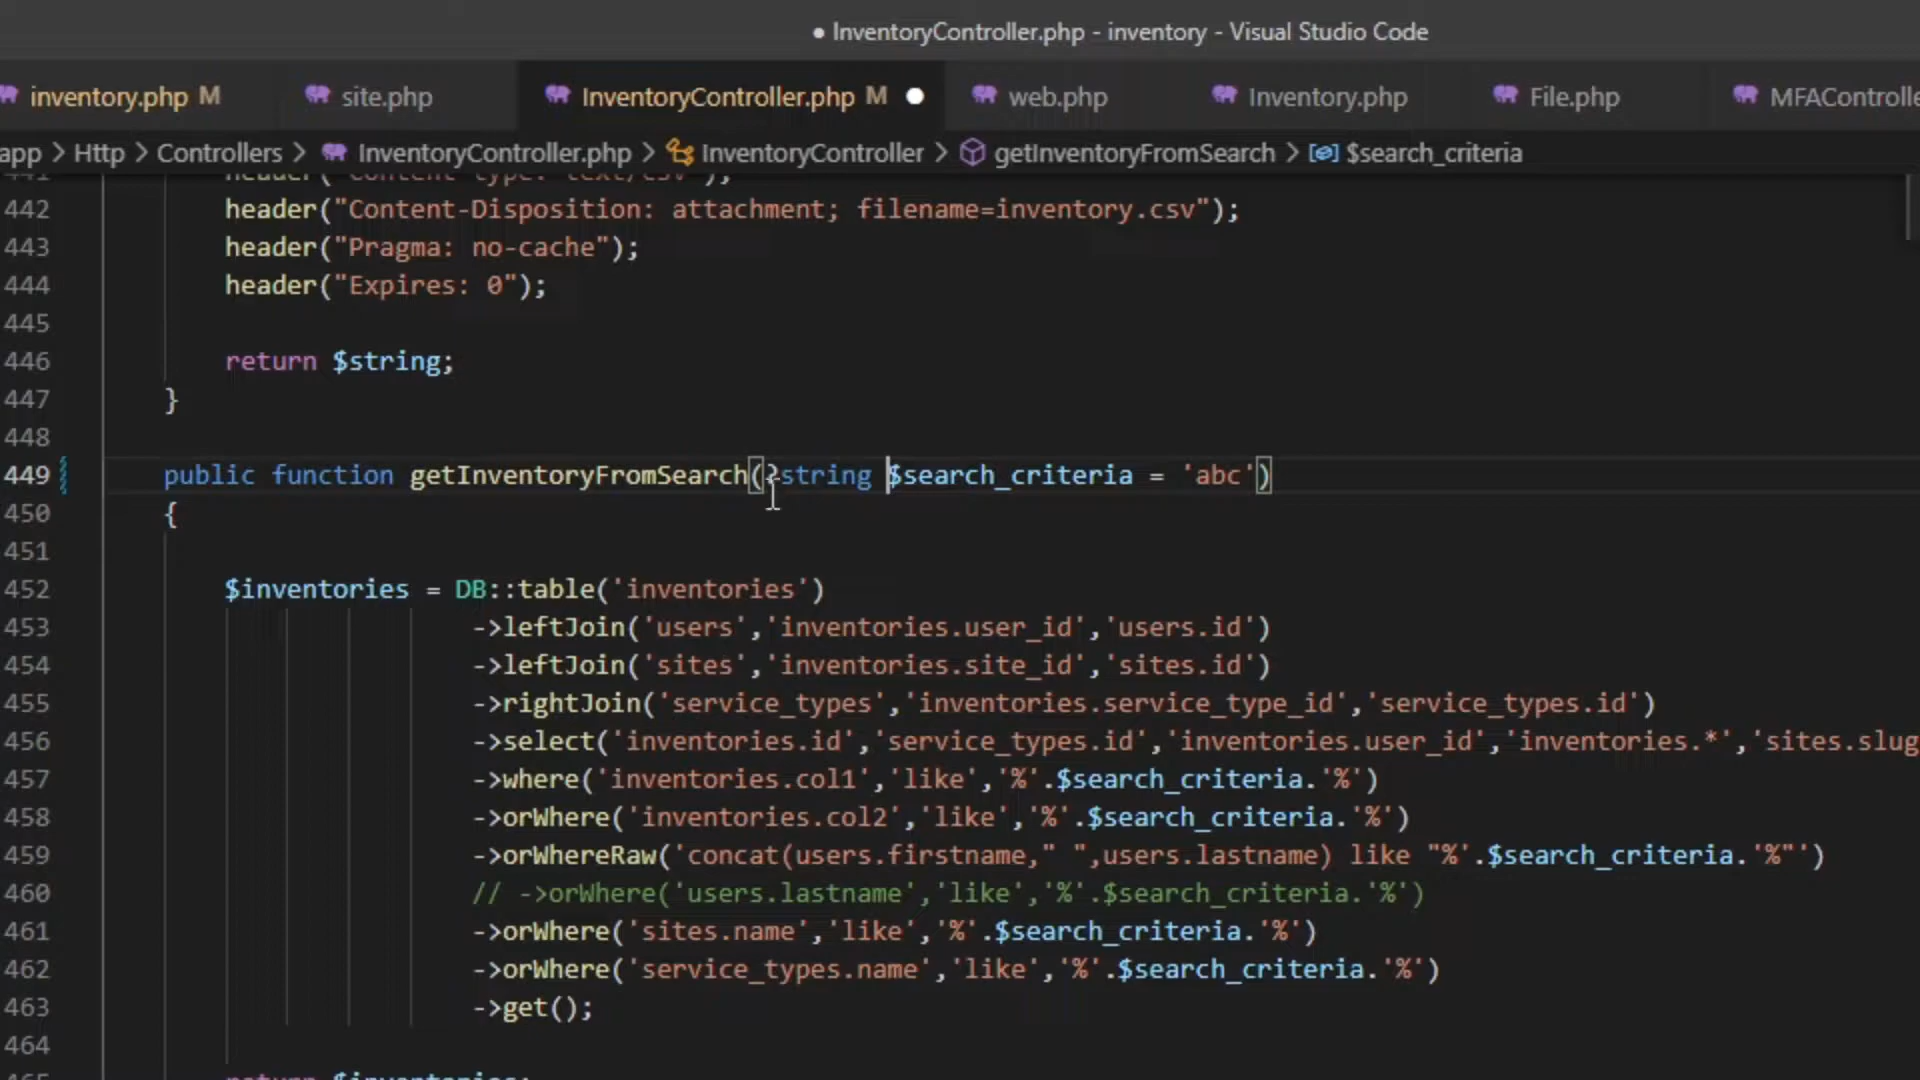 ● InventoryController.php - inventory - Visual Studio Code
inventory.php M site.php InventoryController.php M ● web.php Inventory.php File.php MFAControlle
app > Http > Controllers > InventoryController.php > InventoryController > getInventoryFromSearch > $search_criteria
442 header("Content-Disposition: attachment; filename=inventory.csv");
443 header("Pragma: no-cache");
444 header("Expires: 0");
445
446 return $string;
447 }
448
449 public function getInventoryFromSearch(?string $search_criteria = 'abc')
450 {
451
452 $inventories = DB::table('inventories')
453 ->leftJoin('users','inventories.user_id','users.id')
454 ->leftJoin('sites','inventories.site_id','sites.id')
455 ->rightJoin('service_types','inventories.service_type_id','service_types.id')
456 ->select('inventories.id','service_types.id','inventories.user_id','inventories.*','sites.slug
457 ->where('inventories.col1','like','%'.$search_criteria.'%')
458 ->orWhere('inventories.col2','like','%'.$search_criteria.'%')
459 ->orWhereRaw('concat(users.firstname," ",users.lastname) like "%'.$search_criteria.'%"')
460 // ->orWhere('users.lastname','like','%'.$search_criteria.'%')
461 ->orWhere('sites.name','like','%'.$search_criteria.'%')
462 ->orWhere('service_types.name','like','%'.$search_criteria.'%')
463 ->get();
464